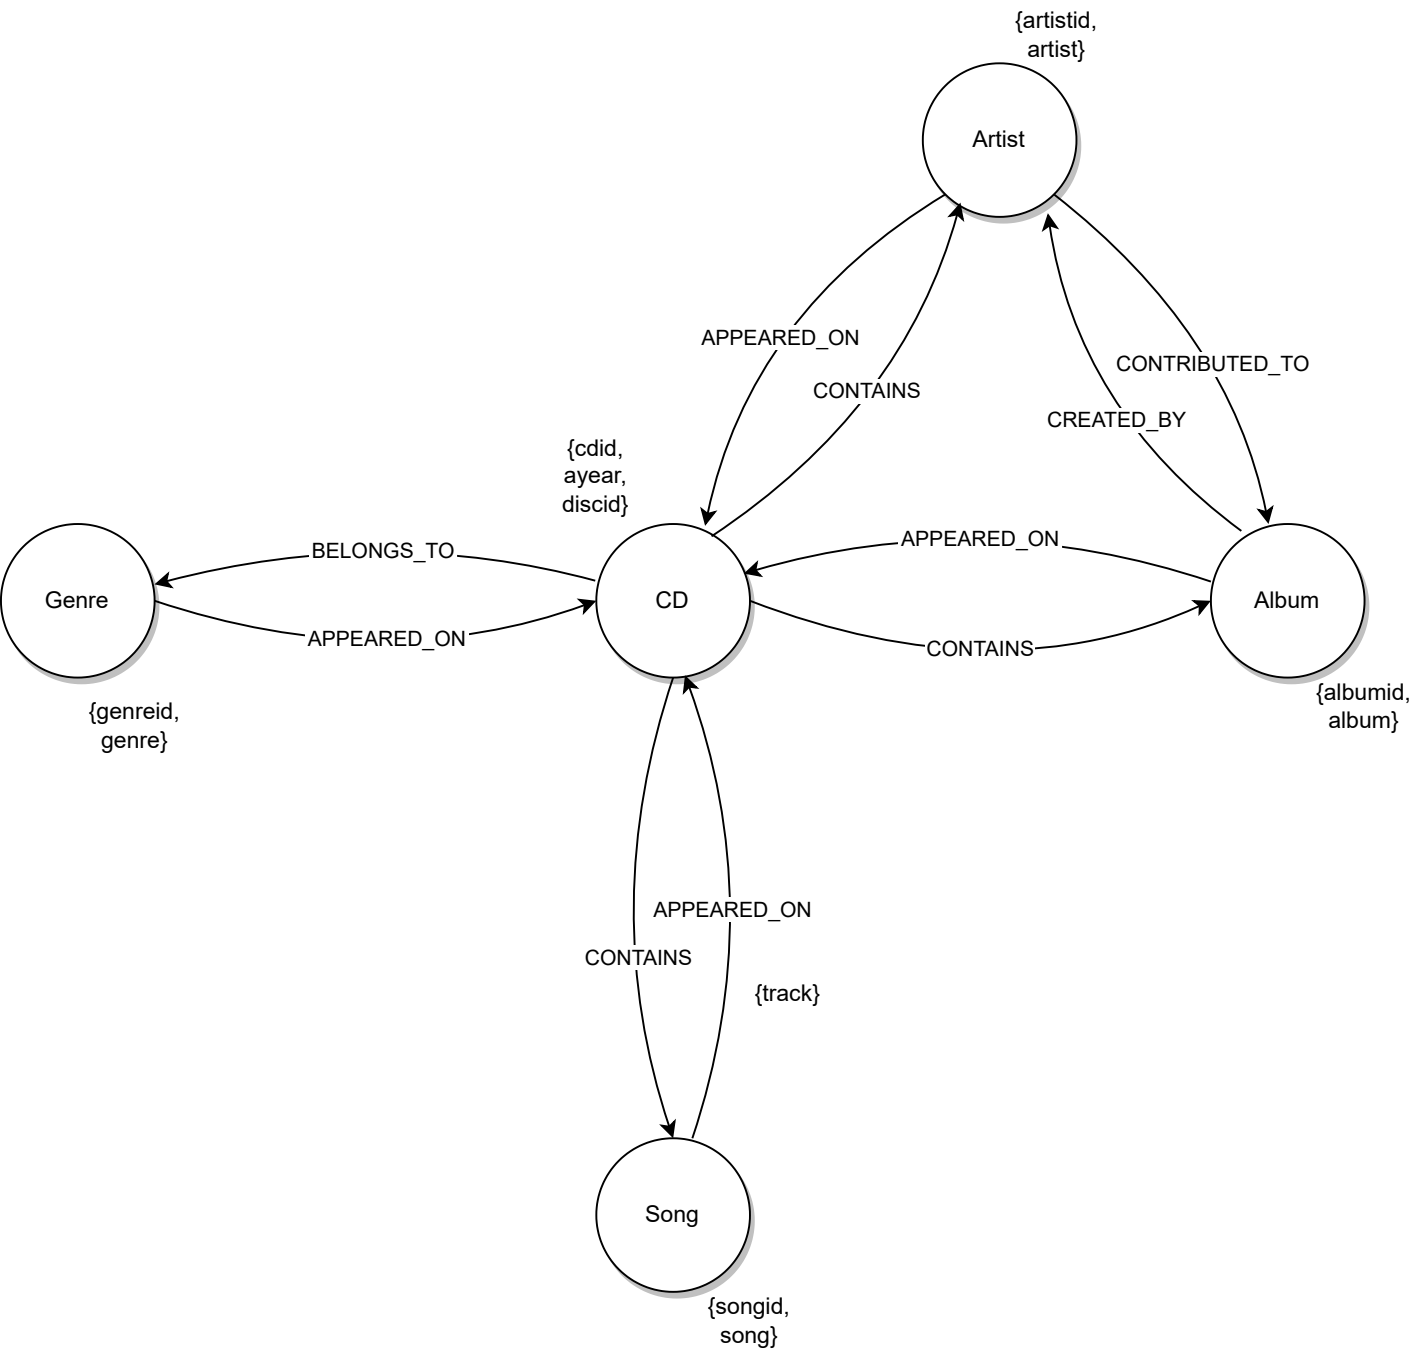 {artistid,
artist}
Artist
APPEARED_ON
CONTRIBUTED_TO
CONTAINS
CREATED_BY
{cdid,
ayear,
discid}
APPEARED_ON
BELONGS_TO
Genre
CD
Album
APPEARED_ON
CONTAINS
{genreid,
genre}
{albumid,
album}
APPEARED_ON
CONTAINS
{track}
Song
{songid,
song}